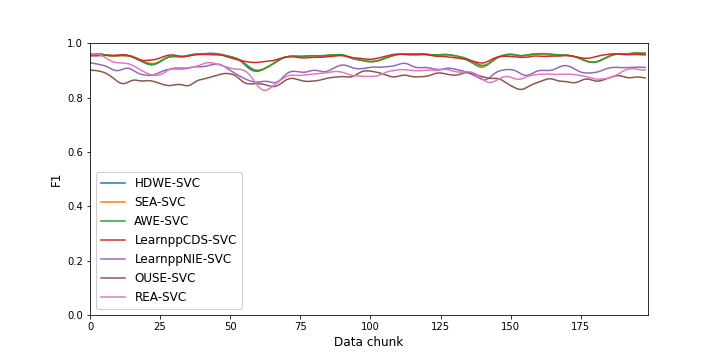 1.0
0.8
0.6
0.4
0.2
0.0
F1
HDWE-SVC
SEA-SVC
AWE-SVC
LearnppCDS-SVC
LearnppNIE-SVC
OUSE-SVC
REA-SVC
0 25 50 75 100 125 150 175
Data chunk